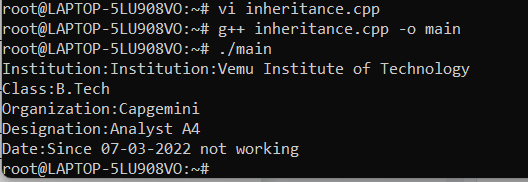 root@LAPTOP-5LU908VO:~# vi inheritance.cpp
root@LAPTOP-5LU908VO:~# g++ inheritance.cpp -o main
root@LAPTOP-5LU908VO:~# ./main
Institution:Institution:Vemu Institute of Technology
Class:B.Tech
Organization:Capgemini
Designation:Analyst A4
Date:Since 07-03-2022 not working
root@LAPTOP-5LU908VO:~#